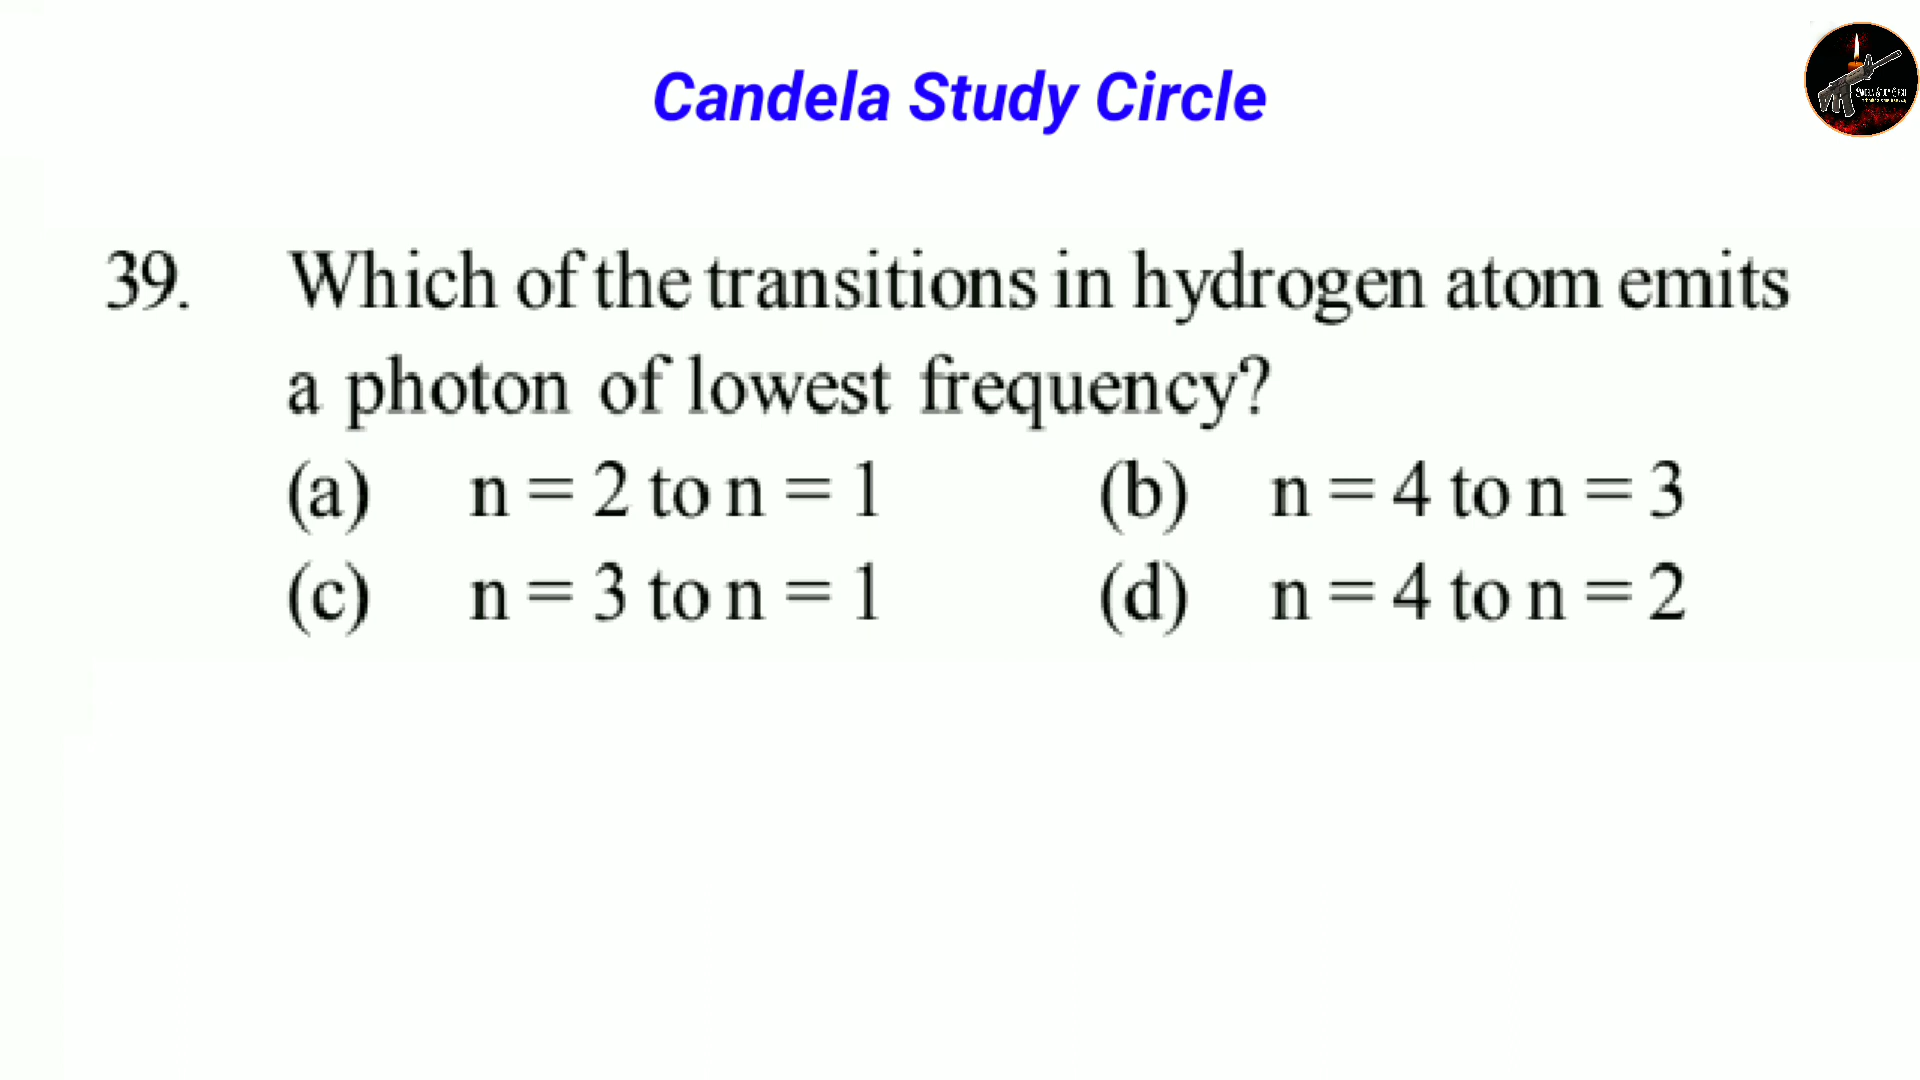 Candela Study Circle
39. Which of the transitions in hydrogen atom emits
a photon of lowest frequency?
(a) n = 2 to n = 1 (b) n = 4 to n = 3
(c) n = 3 to n = 1 (d) n = 4 to n = 2